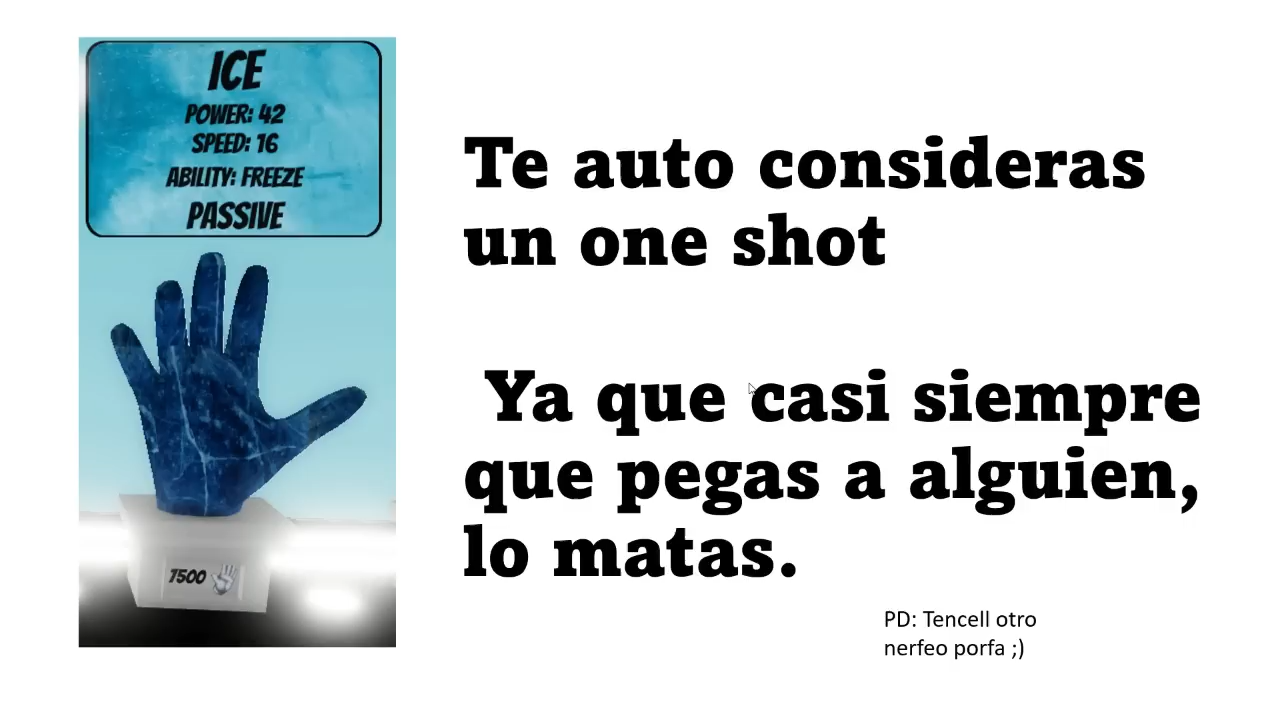 ICE
POWER: 42
SPEED: 16
ABILITY: FREEZE
PASSIVE
7500
Te auto consideras
un one shot
Ya que casi siempre
que pegas a alguien,
lo matas.
PD: Tencell otro
nerfeo porfa ;)